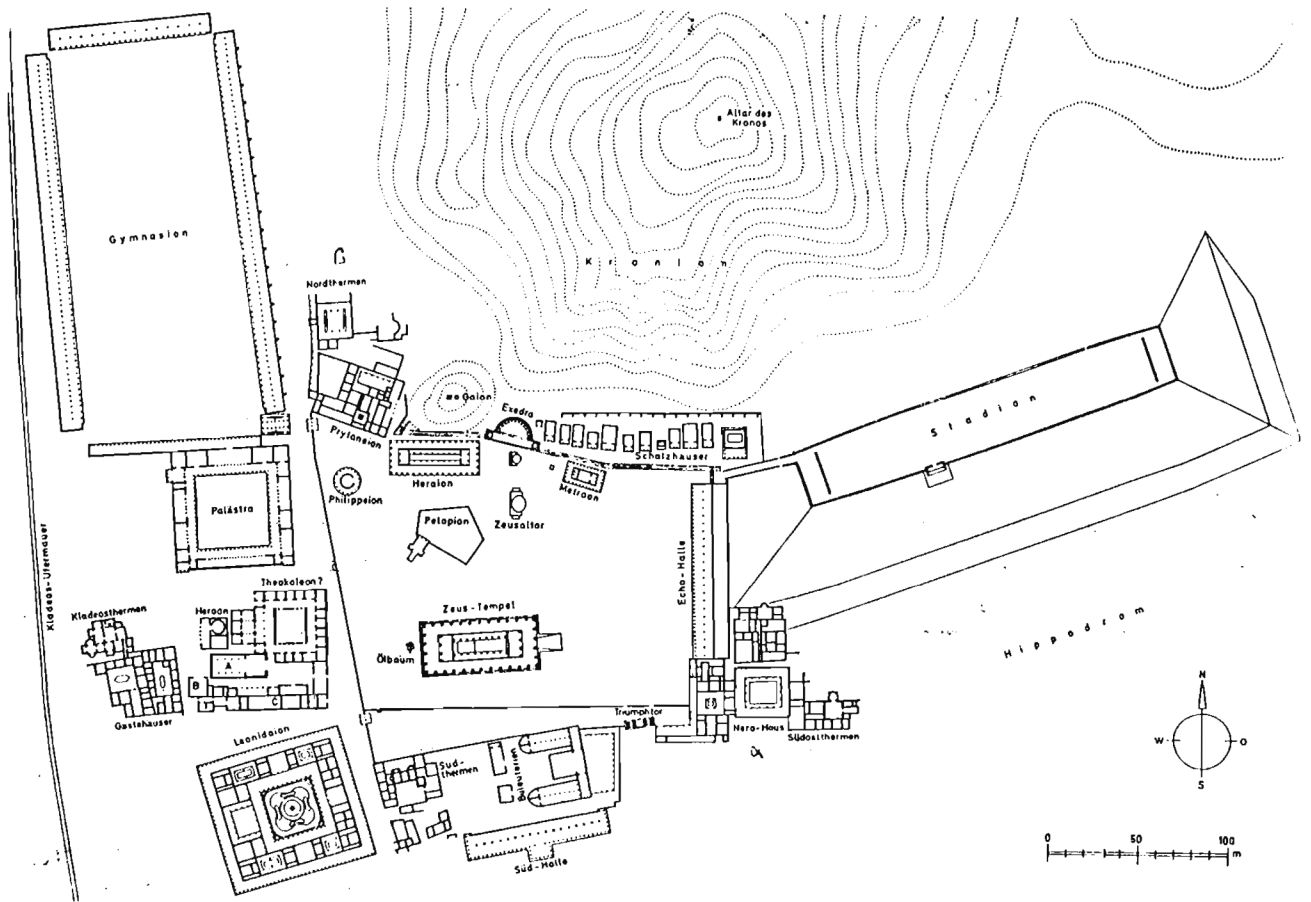 Altar des
Kronos
Gymnasion
Kronion
β
Nordthermen
Gaion
Exedra
Stadion
Prytaneion
Heraion
Schatzhäuser
Metroon
Philippeion
Zeusaltar
Palästra
Pelopion
Echo-Halle
Kladeos-Ufermauer
Theokoleon?
Kladeosthermen
Heroon
Zeus-Tempel
Ölbaum
Hippodrom
A
B
C
Gästehäuser
Triumphtor
Nero-Haus
Südostthermen
α
Leonidaion
Süd-
thermen
Buleuterion
Süd-Halle
N
W
O
S
0
50
100
m